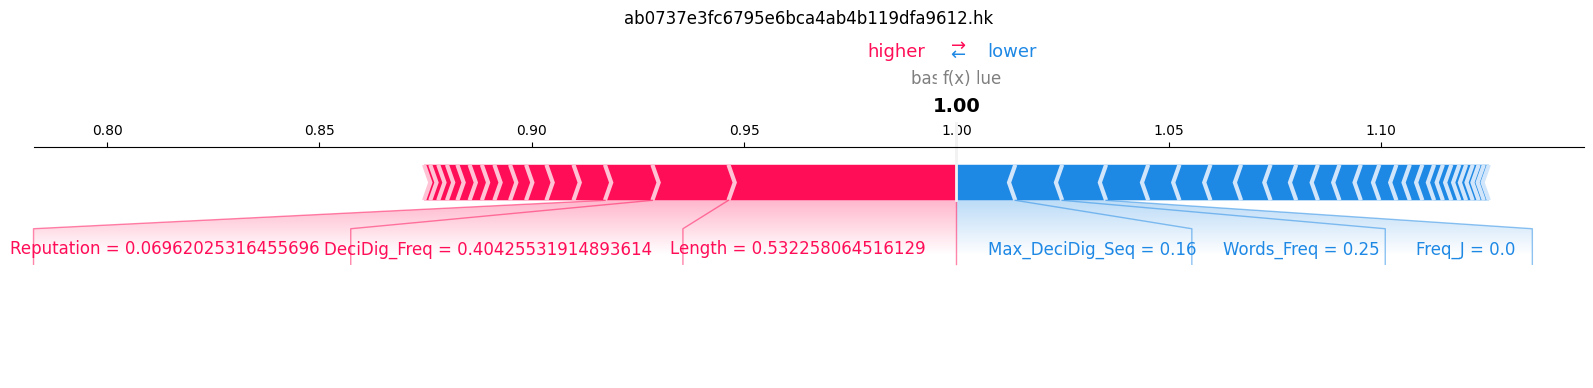 ab0737e3fc6795e6bca4ab4b119dfa9612.hk
higher → ← lower
bas f(x) lue
1.00
0.80 0.85 0.90 0.95 1.00 1.05 1.10
Reputation = 0.06962025316455696 DeciDig_Freq = 0.40425531914893614 Length = 0.532258064516129 Max_DeciDig_Seq = 0.16 Words_Freq = 0.25 Freq_J = 0.0